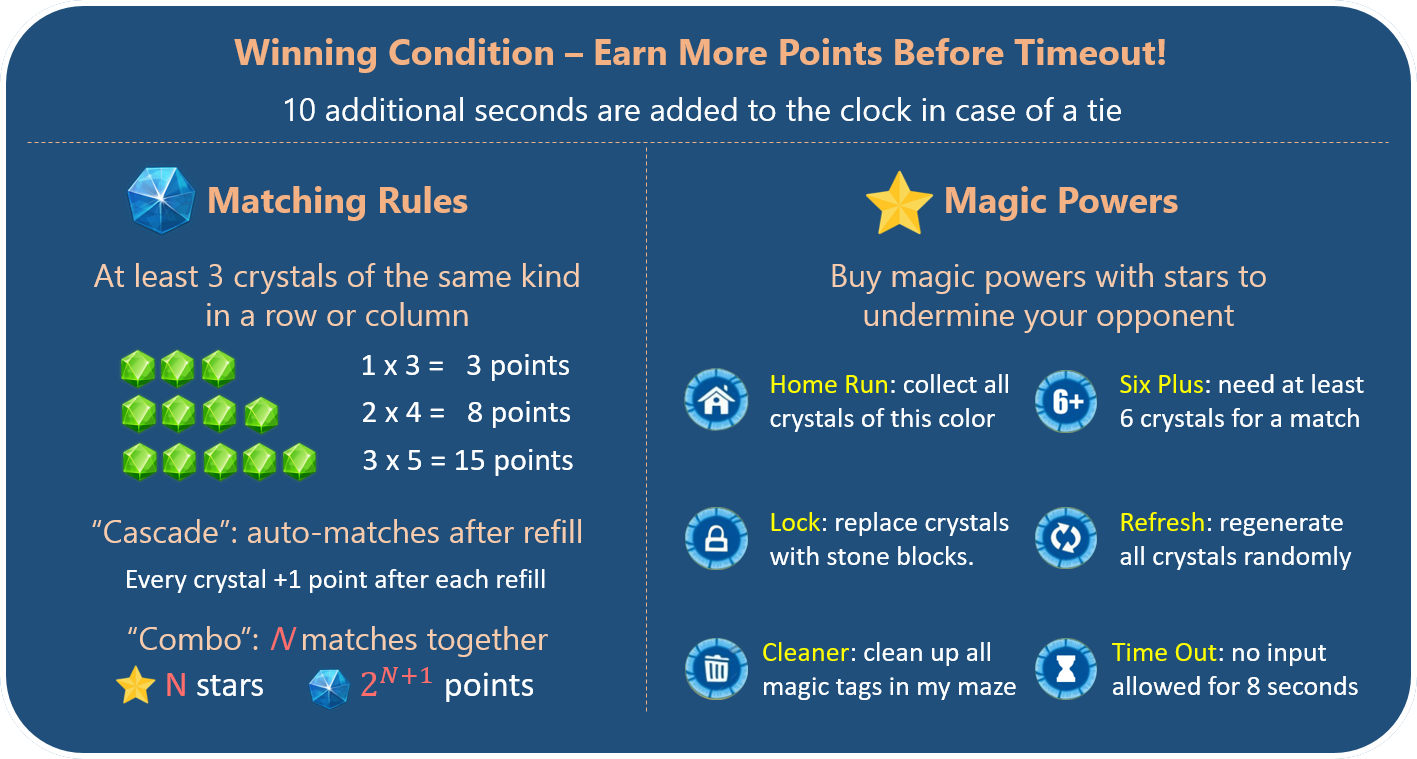 Winning Condition – Earn More Points Before Timeout!
10 additional seconds are added to the clock in case of a tie
Matching Rules
At least 3 crystals of the same kind
in a row or column
1 x 3 = 3 points
2 x 4 = 8 points
3 x 5 = 15 points
“Cascade”: auto-matches after refill
Every crystal +1 point after each refill
“Combo”: N matches together
N stars
2^{N+1} points
Magic Powers
Buy magic powers with stars to
undermine your opponent
Home Run: collect all
crystals of this color
6+
Six Plus: need at least
6 crystals for a match
Lock: replace crystals
with stone blocks.
Refresh: regenerate
all crystals randomly
Cleaner: clean up all
magic tags in my maze
Time Out: no input
allowed for 8 seconds